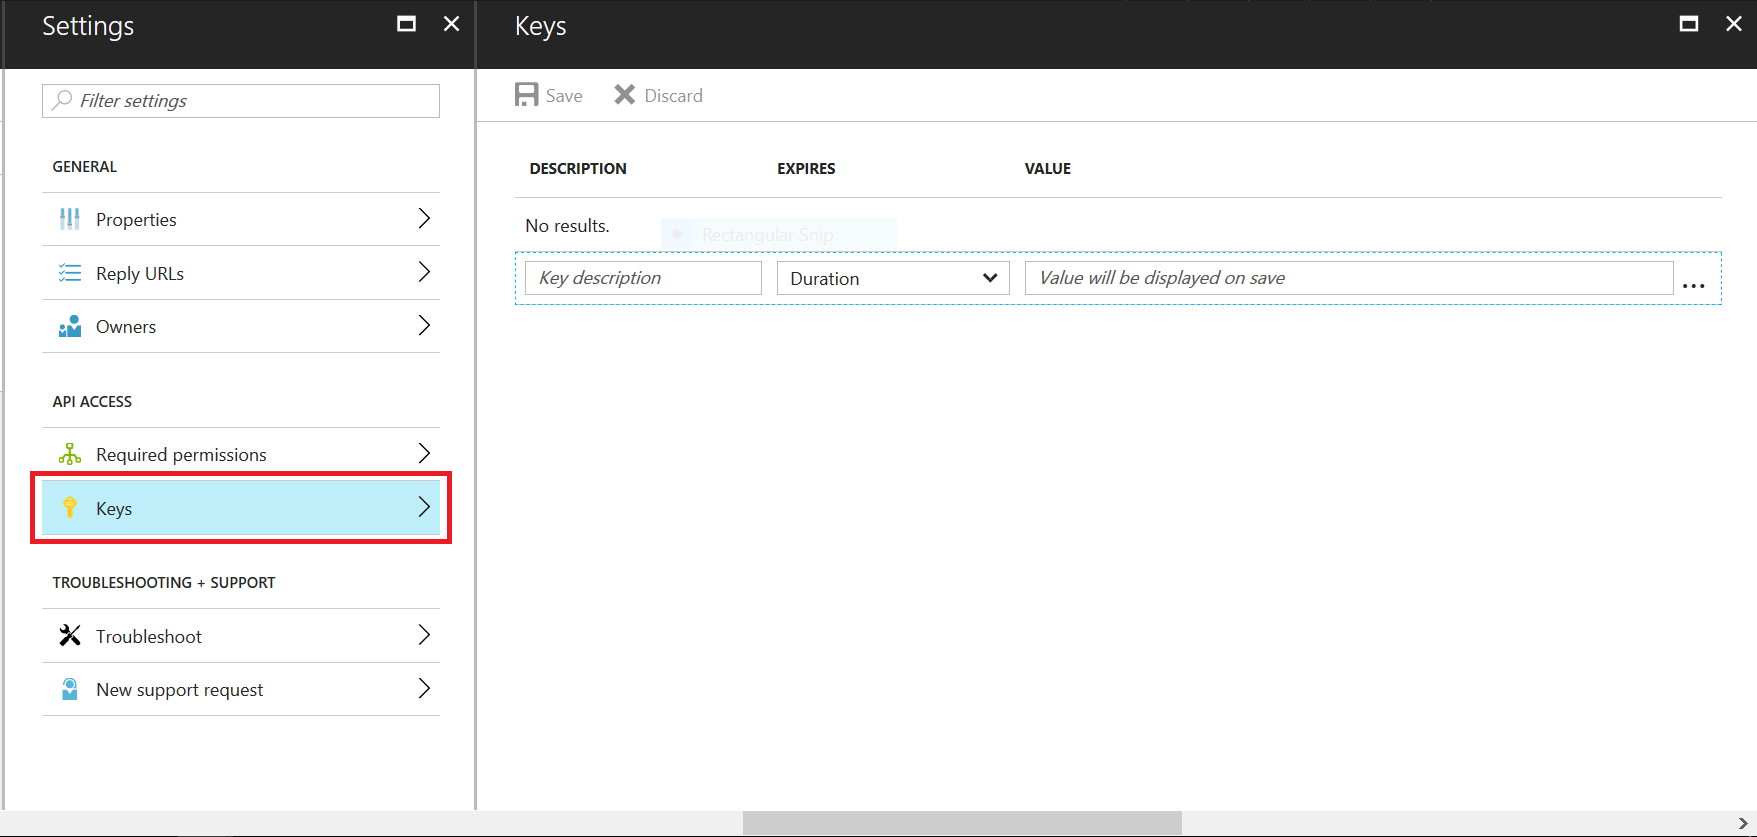 Settings
Filter settings
GENERAL
Properties
Reply URLs
Owners
API ACCESS
Required permissions
Keys
TROUBLESHOOTING + SUPPORT
Troubleshoot
New support request
Keys
Save Discard
DESCRIPTION EXPIRES VALUE
No results.
Rectangular Snip
Key description Duration Value will be displayed on save ...